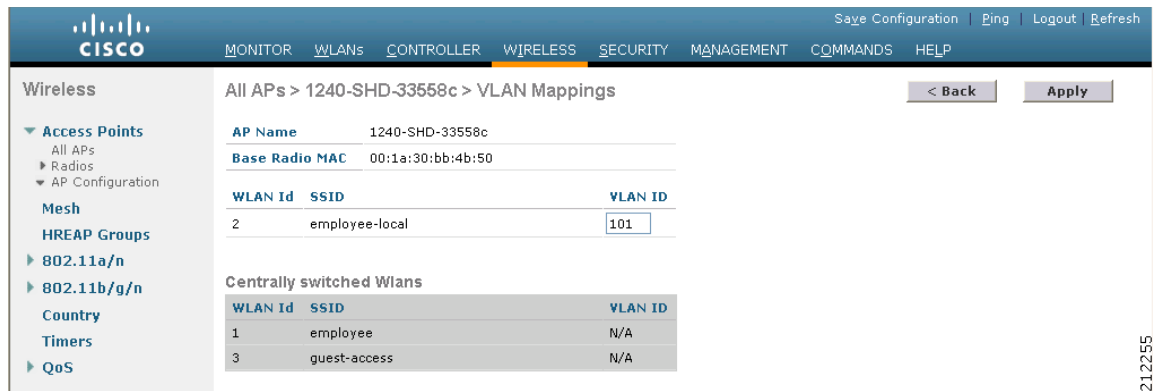 Save Configuration | Ping | Logout | Refresh
CISCO
MONITOR WLANs CONTROLLER WIRELESS SECURITY MANAGEMENT COMMANDS HELP
Wireless
Access Points
All APs
Radios
AP Configuration
Mesh
HREAP Groups
802.11a/n
802.11b/g/n
Country
Timers
QoS
All APs > 1240-SHD-33558c > VLAN Mappings
< Back Apply
AP Name 1240-SHD-33558c
Base Radio MAC 00:1a:30:bb:4b:50
WLAN Id SSID VLAN ID
2 employee-local 101
Centrally switched Wlans
WLAN Id SSID VLAN ID
1 employee N/A
3 guest-access N/A
212255